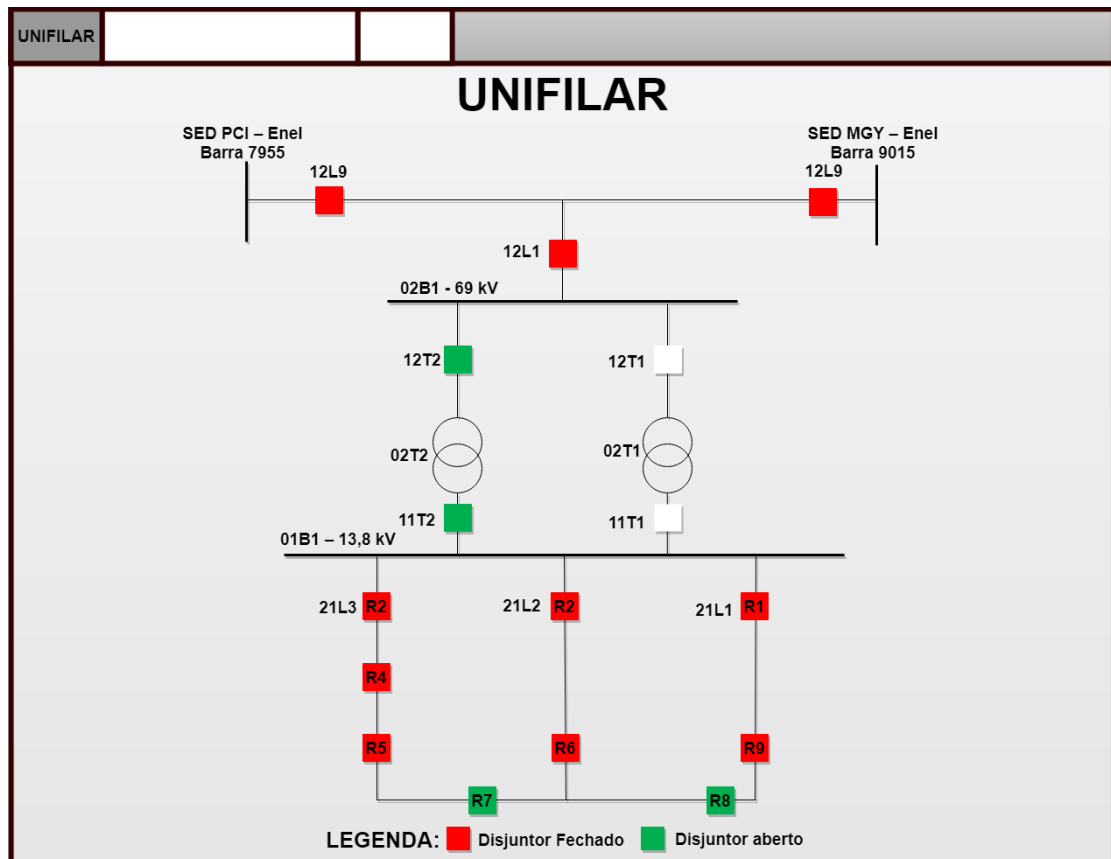 UNIFILAR
UNIFILAR
SED PCI – Enel
Barra 7955
SED MGY – Enel
Barra 9015
12L9
12L9
12L1
02B1 - 69 kV
12T2
12T1
02T2
02T1
11T2
11T1
01B1 – 13,8 kV
21L3
R2
21L2
R2
21L1
R1
R4
R5
R6
R9
R7
R8
LEGENDA:
Disjuntor Fechado
Disjuntor aberto